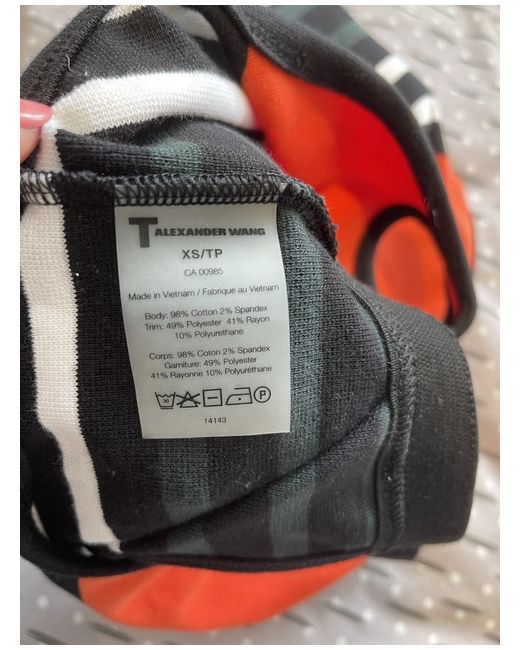 T ALEXANDER WANG
XS/TP
CA 00985
Made in Vietnam / Fabrique au Vietnam
Body: 98% Cotton 2% Spandex
Trim: 49% Polyester 41% Rayon
10% Polyurethane
Corps: 98% Coton 2% Spandex
Garniture: 49% Polyester
41% Rayonne 10% Polyuréthane
P
14143